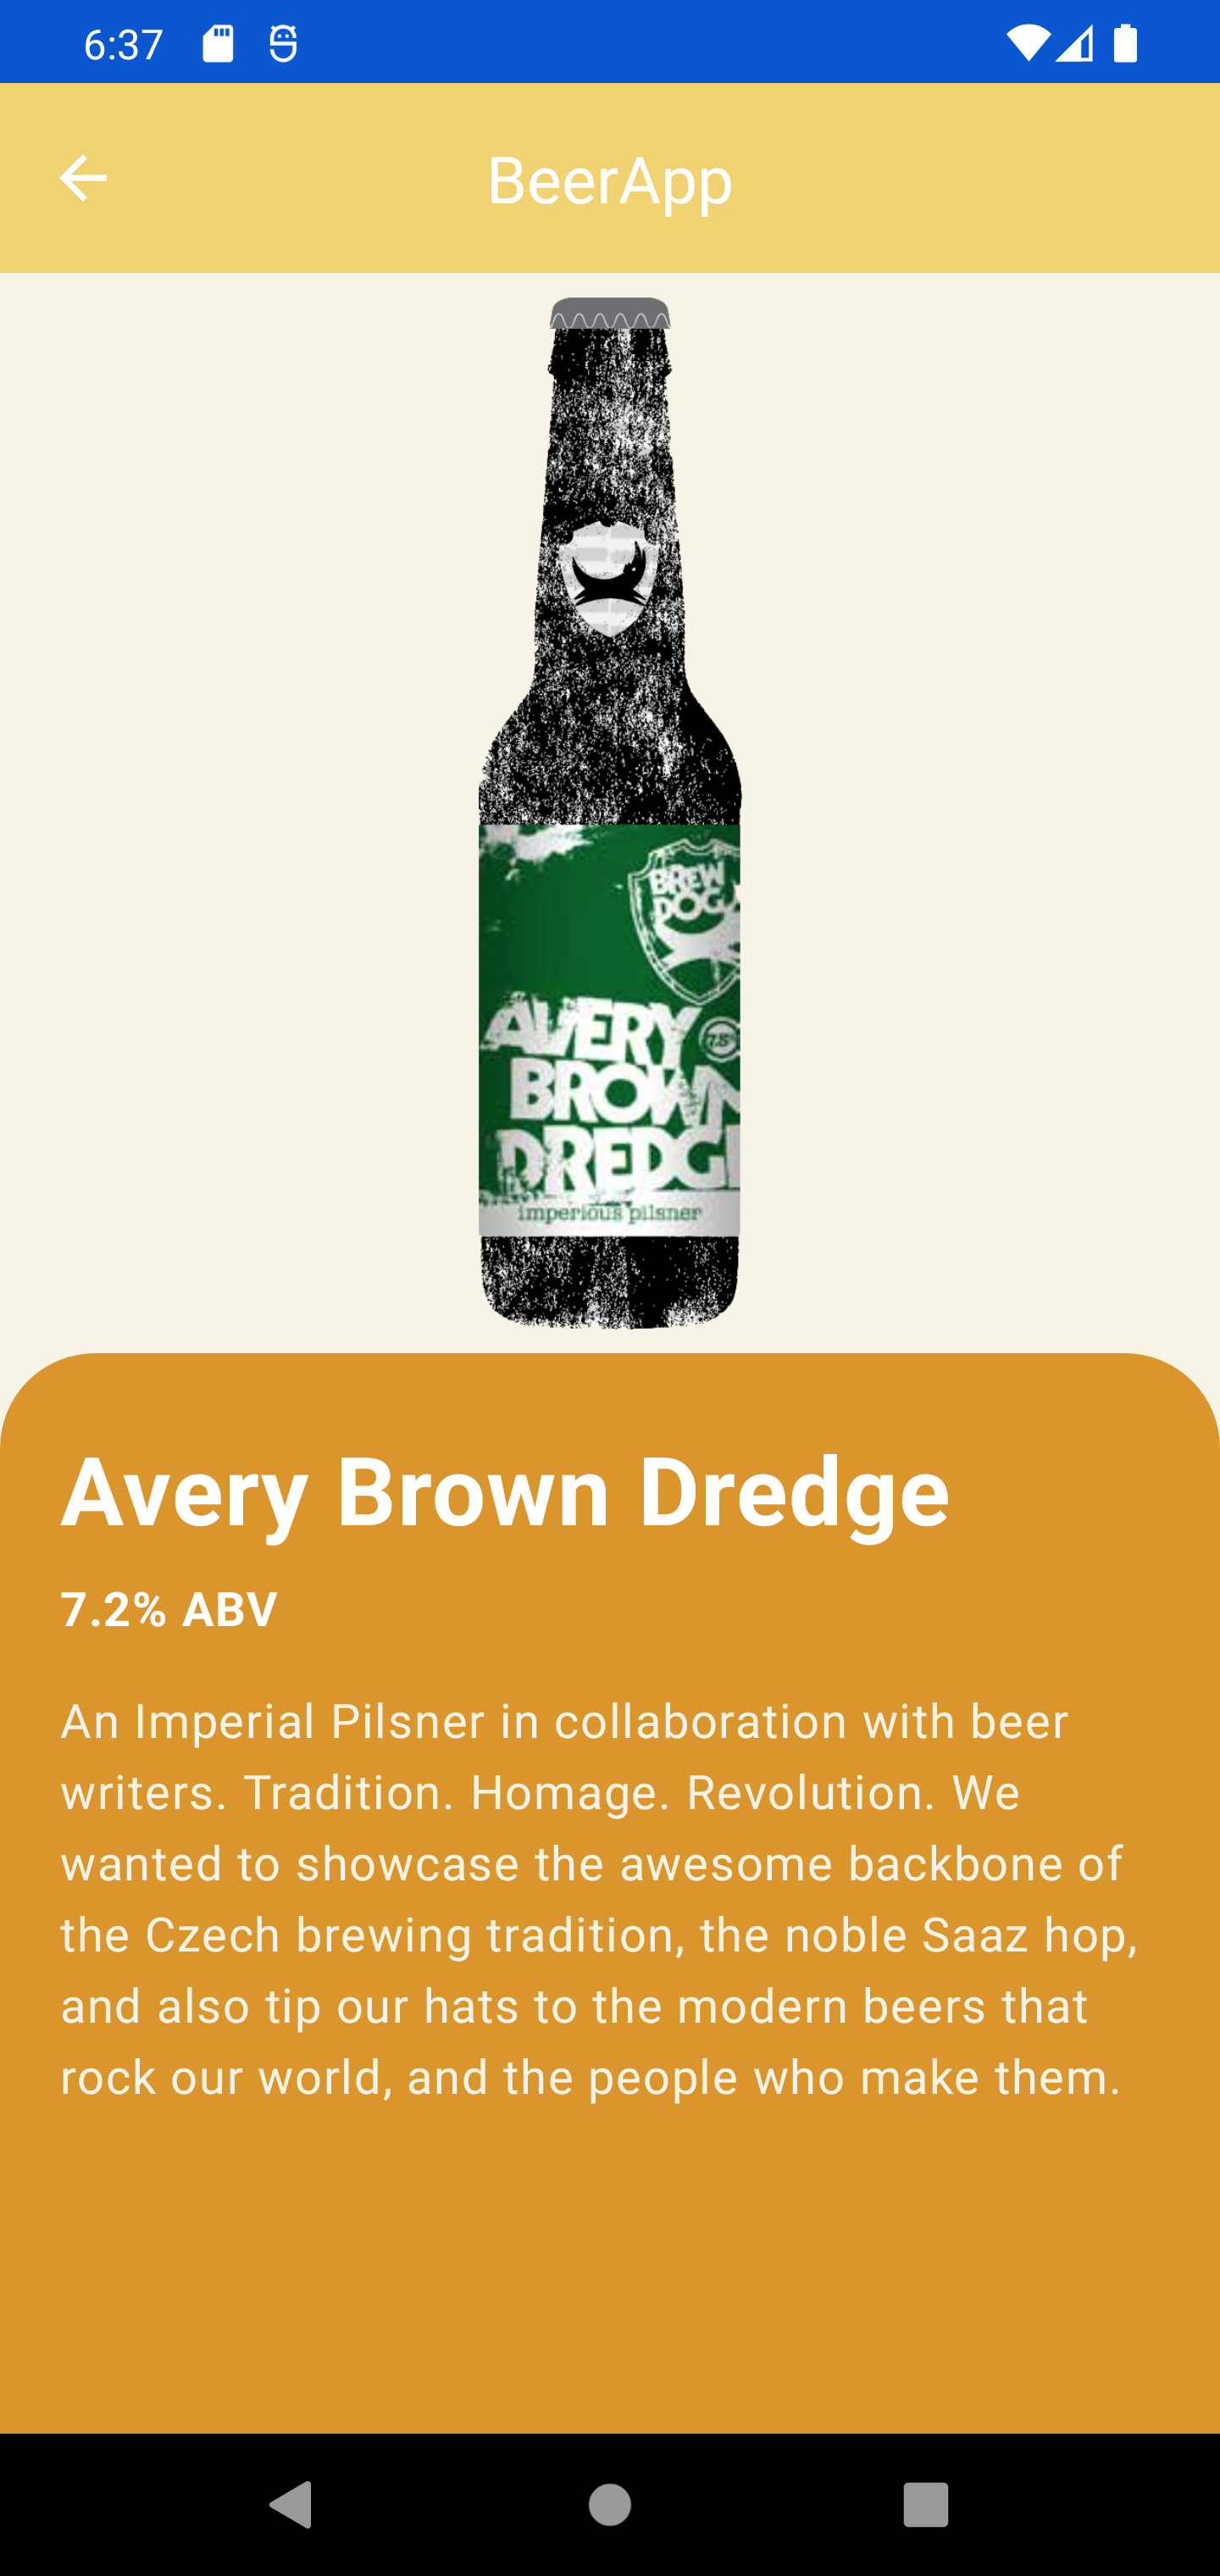 6:37
BeerApp
BREW
DOG
AVERY
BROWN
DREDGE
imperious pilsner
Avery Brown Dredge
7.2% ABV
An Imperial Pilsner in collaboration with beer
writers. Tradition. Homage. Revolution. We
wanted to showcase the awesome backbone of
the Czech brewing tradition, the noble Saaz hop,
and also tip our hats to the modern beers that
rock our world, and the people who make them.